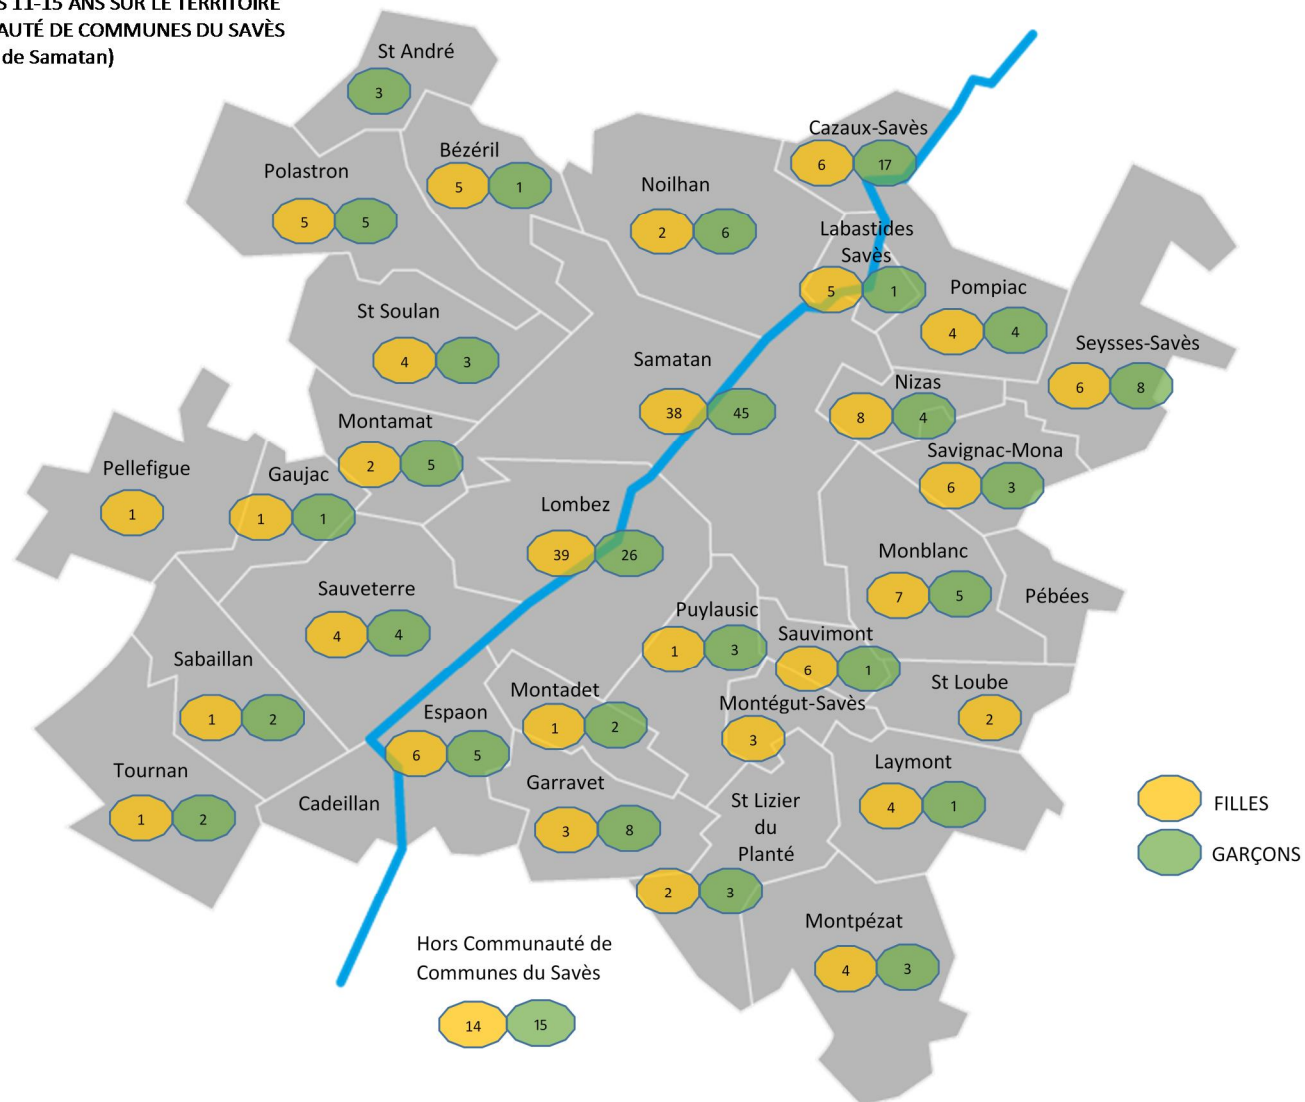 11-15 ANS SUR LE TERRITOIRE
AUTÉ DE COMMUNES DU SAVÈS
de Samatan)
St André
3
Cazaux-Savès
6 17
Bézéril
5 1
Polastron
5 5
Noilhan
2 6
Labastides
Savès
5 1
Pompiac
4 4
St Soulan
4 3
Seysses-Savès
6 8
Samatan
38 45
Nizas
8 4
Montamat
2 5
Savignac-Mona
6 3
Pellefigue
1
Gaujac
1 1
Lombez
39 26
Monblanc
7 5
Pébées
Sauveterre
4 4
Puylausic
1 3
Sauvimont
6 1
Sabaillan
1 2
St Loube
2
Montadet
1 2
Montégut-Savès
3
Espaon
6 5
Laymont
4 1
Tournan
1 2
Garravet
3 8
Cadeillan
St Lizier
du
Planté
2 3
FILLES
GARÇONS
Montpézat
4 3
Hors Communauté de
Communes du Savès
14 15